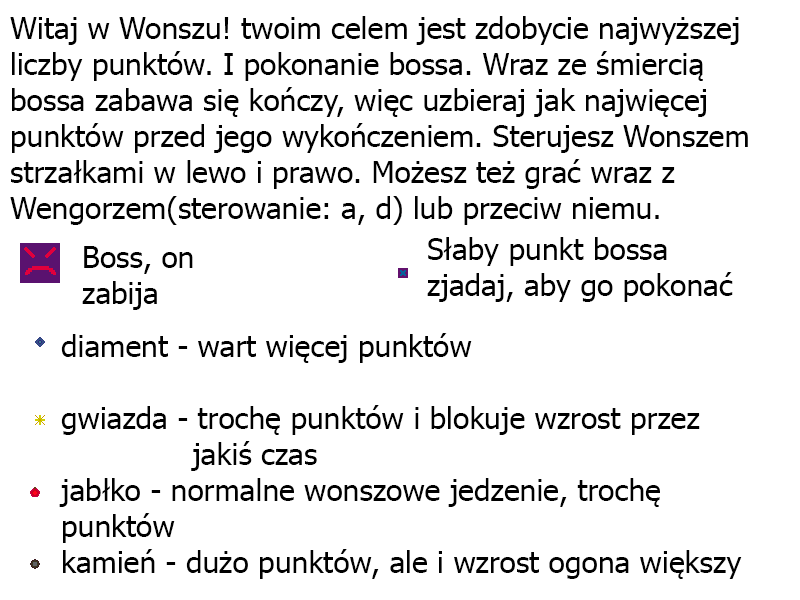 Witaj w Wonszu! twoim celem jest zdobycie najwyższej
liczby punktów. I pokonanie bossa. Wraz ze śmiercią
bossa zabawa się kończy, więc uzbieraj jak najwięcej
punktów przed jego wykończeniem. Sterujesz Wonszem
strzałkami w lewo i prawo. Możesz też grać wraz z
Wengorzem(sterowanie: a, d) lub przeciw niemu.
Boss, on
zabija
Słaby punkt bossa
zjadaj, aby go pokonać
diament - wart więcej punktów
gwiazda - trochę punktów i blokuje wzrost przez
jakiś czas
jabłko - normalne wonszowe jedzenie, trochę
punktów
kamień - dużo punktów, ale i wzrost ogona większy